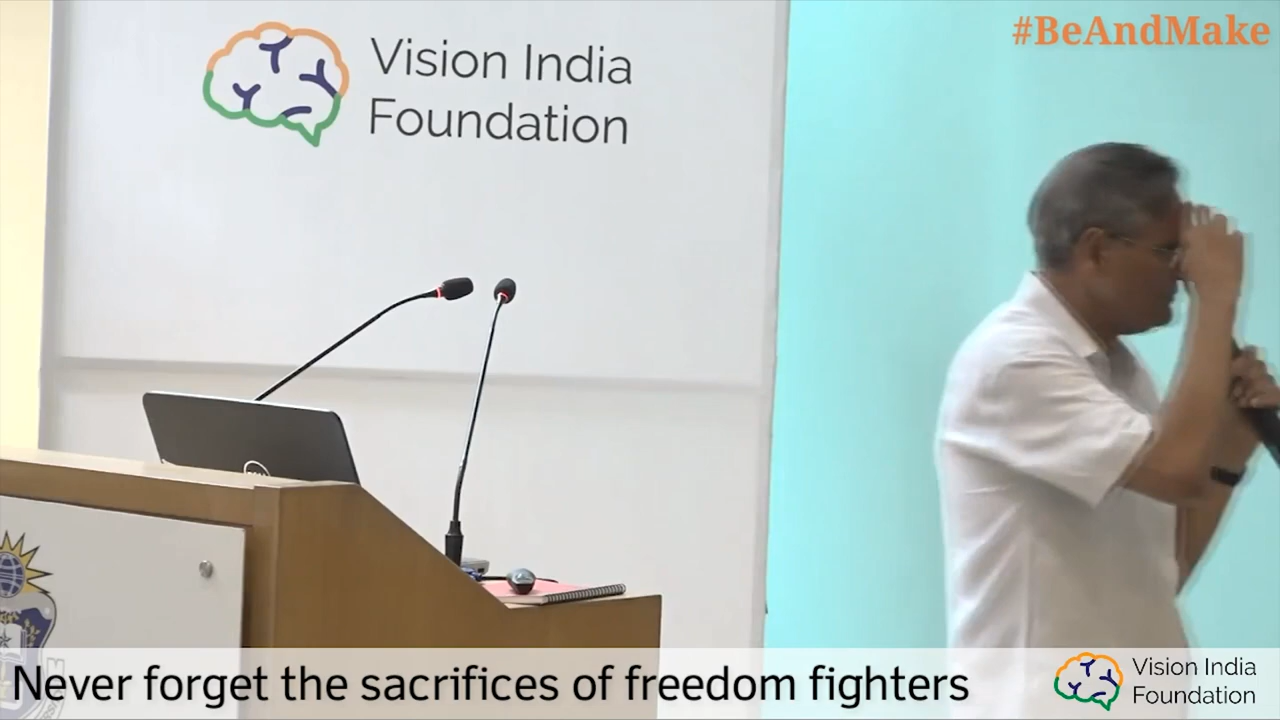 #BeAndMake
Vision India
Foundation
Never forget the sacrifices of freedom fighters
Vision India
Foundation